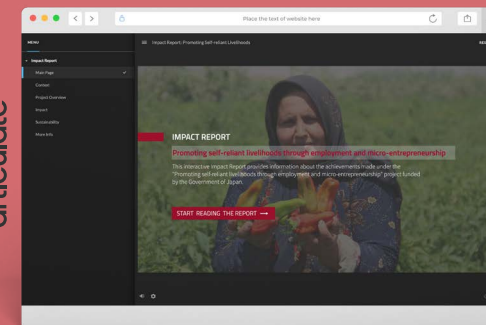 Place the text of website here
MENU
Impact Report: Promoting Self-reliant Livelihoods
Impact Report
Main Page
Context
Project Overview
Impact
Sustainability
More Info
IMPACT REPORT
Promoting self-reliant livelihoods through employment and micro-entrepreneurship
This interactive Impact Report provides information about the achievements made under the
"Promoting self-reliant livelihoods through employment and micro-entrepreneurship" project funded
by the Government of Japan.
START READING THE REPORT →